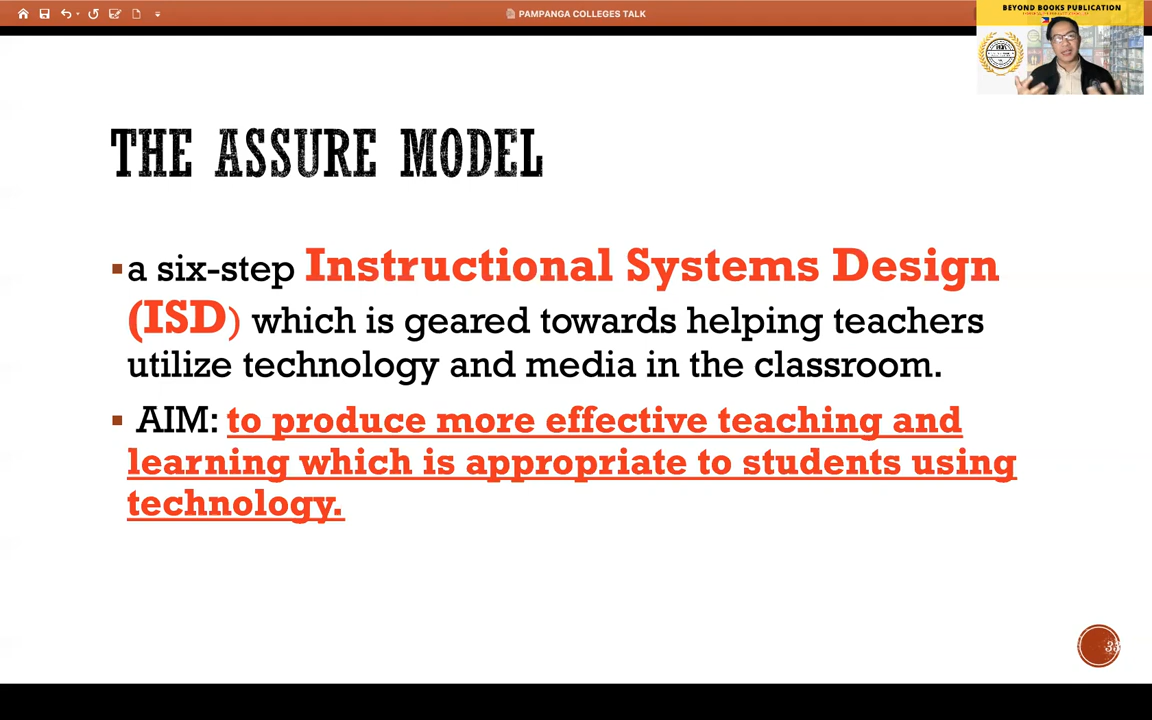 PAMPANGA COLLEGES TALK
BEYOND BOOKS PUBLICATION
THE ASSURE MODEL
▪a six-step Instructional Systems Design
(ISD) which is geared towards helping teachers
utilize technology and media in the classroom.
▪ AIM: to produce more effective teaching and
learning which is appropriate to students using
technology.
33